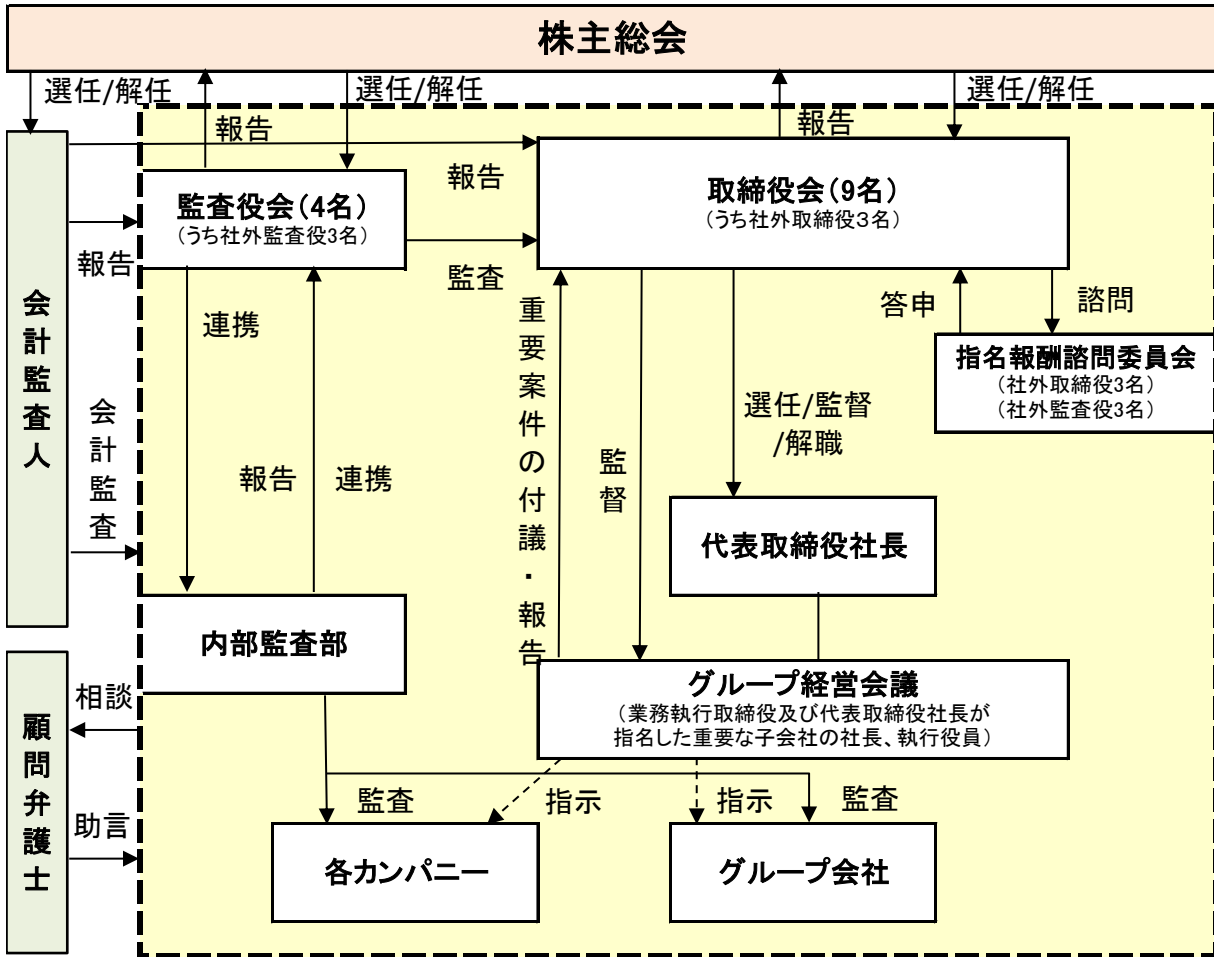 株主総会
選任/解任
報告
選任/解任
報告
選任/解任
報告
監査役会(4名)
(うち社外監査役3名)
取締役会(9名)
(うち社外取締役3名)
報告
監査
会計監査人
連携
報告
連携
会計監査
重要案件の付議・報告
監督
選任/監督
/解職
答申
諮問
指名報酬諮問委員会
(社外取締役3名)
(社外監査役3名)
代表取締役社長
内部監査部
グループ経営会議
(業務執行取締役及び代表取締役社長が
指名した重要な子会社の社長、執行役員)
顧問弁護士
相談
助言
監査
指示
指示
監査
各カンパニー
グループ会社